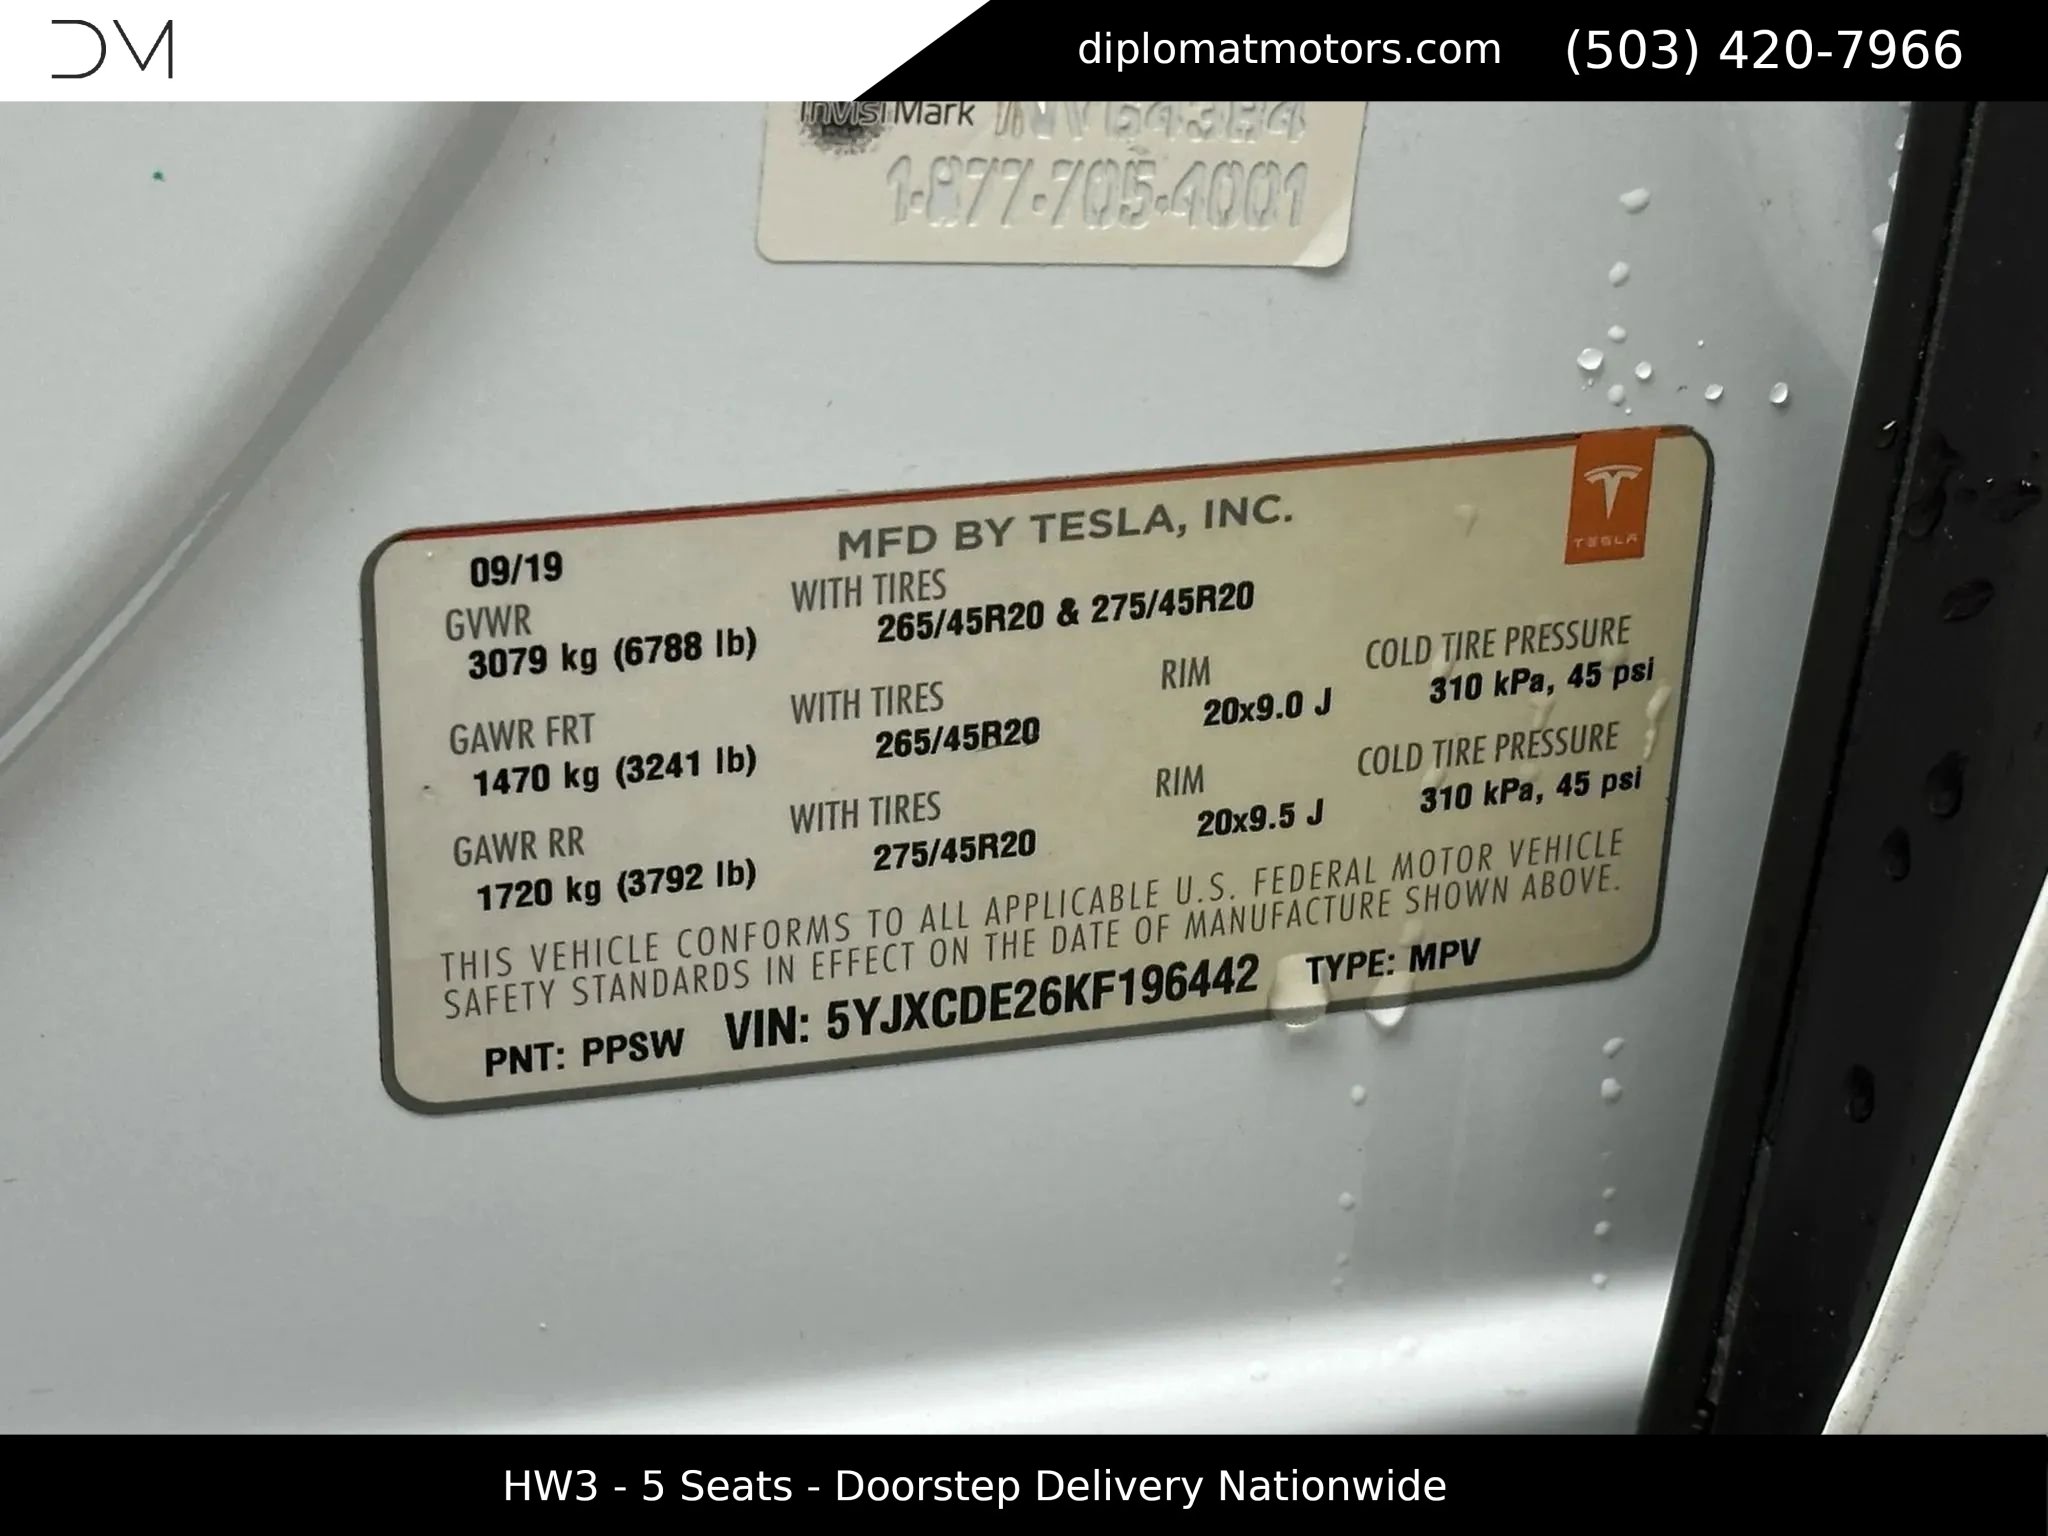 DM
diplomatmotors.com (503) 420-7966
InvisiMark
1-877-705-4001
MFD BY TESLA, INC.
TESLA
09/19
GVWR
3079 kg (6788 lb)
WITH TIRES
265/45R20 & 275/45R20
GAWR FRT
1470 kg (3241 lb)
WITH TIRES
265/45R20
RIM
20x9.0 J
COLD TIRE PRESSURE
310 kPa, 45 psi
GAWR RR
1720 kg (3792 lb)
WITH TIRES
275/45R20
RIM
20x9.5 J
COLD TIRE PRESSURE
310 kPa, 45 psi
THIS VEHICLE CONFORMS TO ALL APPLICABLE U.S. FEDERAL MOTOR VEHICLE
SAFETY STANDARDS IN EFFECT ON THE DATE OF MANUFACTURE SHOWN ABOVE.
PNT: PPSW VIN: 5YJXCDE26KF196442 TYPE: MPV
HW3 - 5 Seats - Doorstep Delivery Nationwide